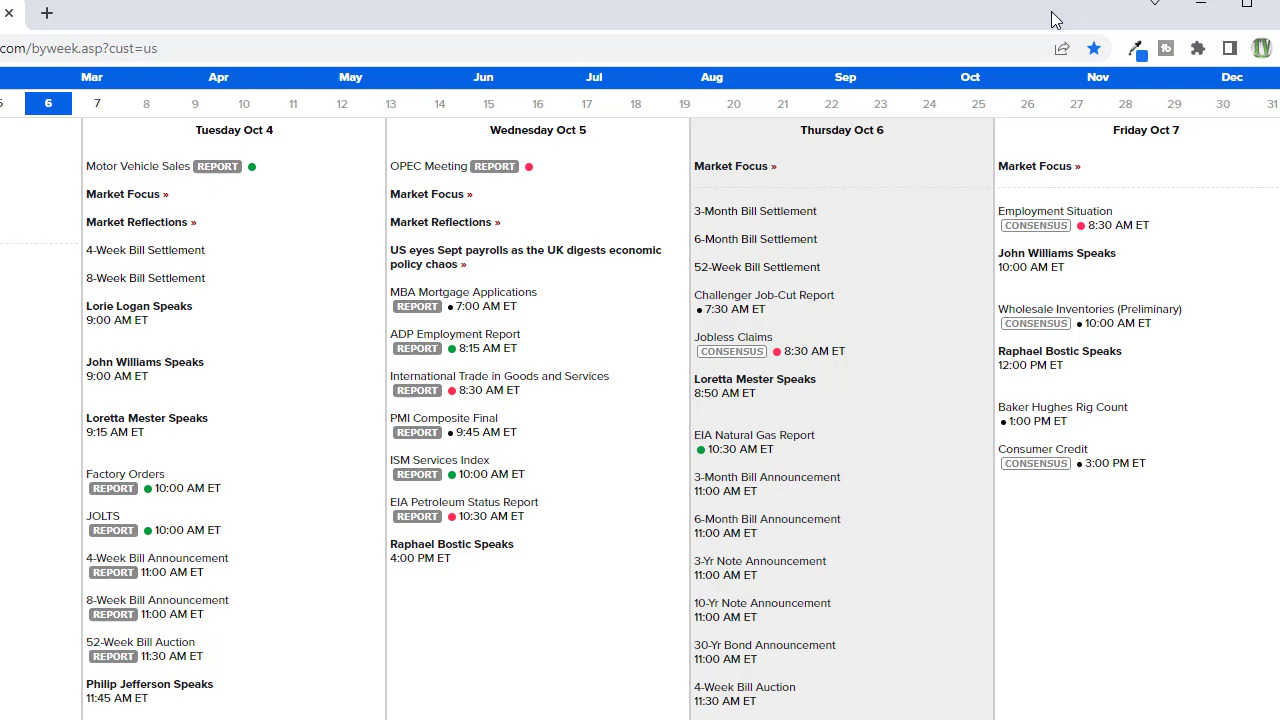 com/byweek.asp?cust=us
Mar Apr May Jun Jul Aug Sep Oct Nov Dec
5 6 7 8 9 10 11 12 13 14 15 16 17 18 19 20 21 22 23 24 25 26 27 28 29 30 31
Tuesday Oct 4
Motor Vehicle Sales REPORT
Market Focus »
Market Reflections »
4-Week Bill Settlement
8-Week Bill Settlement
Lorie Logan Speaks
9:00 AM ET
John Williams Speaks
9:00 AM ET
Loretta Mester Speaks
9:15 AM ET
Factory Orders
REPORT 10:00 AM ET
JOLTS
REPORT 10:00 AM ET
4-Week Bill Announcement
REPORT 11:00 AM ET
8-Week Bill Announcement
REPORT 11:00 AM ET
52-Week Bill Auction
REPORT 11:30 AM ET
Philip Jefferson Speaks
11:45 AM ET
Wednesday Oct 5
OPEC Meeting REPORT
Market Focus »
Market Reflections »
US eyes Sept payrolls as the UK digests economic
policy chaos »
MBA Mortgage Applications
REPORT 7:00 AM ET
ADP Employment Report
REPORT 8:15 AM ET
International Trade in Goods and Services
REPORT 8:30 AM ET
PMI Composite Final
REPORT 9:45 AM ET
ISM Services Index
REPORT 10:00 AM ET
EIA Petroleum Status Report
REPORT 10:30 AM ET
Raphael Bostic Speaks
4:00 PM ET
Thursday Oct 6
Market Focus »
3-Month Bill Settlement
6-Month Bill Settlement
52-Week Bill Settlement
Challenger Job-Cut Report
7:30 AM ET
Jobless Claims
CONSENSUS 8:30 AM ET
Loretta Mester Speaks
8:50 AM ET
EIA Natural Gas Report
10:30 AM ET
3-Month Bill Announcement
11:00 AM ET
6-Month Bill Announcement
11:00 AM ET
3-Yr Note Announcement
11:00 AM ET
10-Yr Note Announcement
11:00 AM ET
30-Yr Bond Announcement
11:00 AM ET
4-Week Bill Auction
11:30 AM ET
Friday Oct 7
Market Focus »
Employment Situation
CONSENSUS 8:30 AM ET
John Williams Speaks
10:00 AM ET
Wholesale Inventories (Preliminary)
CONSENSUS 10:00 AM ET
Raphael Bostic Speaks
12:00 PM ET
Baker Hughes Rig Count
1:00 PM ET
Consumer Credit
CONSENSUS 3:00 PM ET